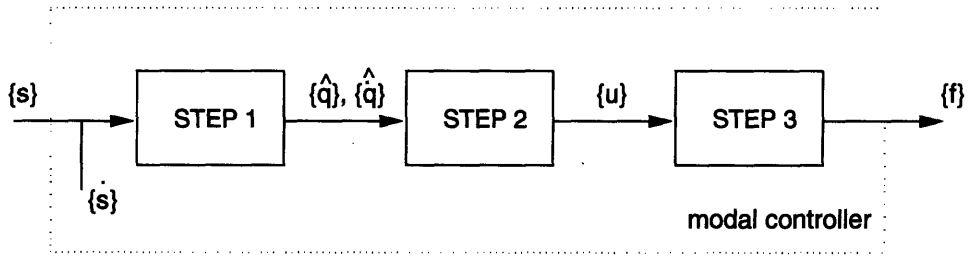 {s}
STEP 1
{q̂}, {q̇̂}
STEP 2
{u}
STEP 3
{f}
{ṡ}
modal controller